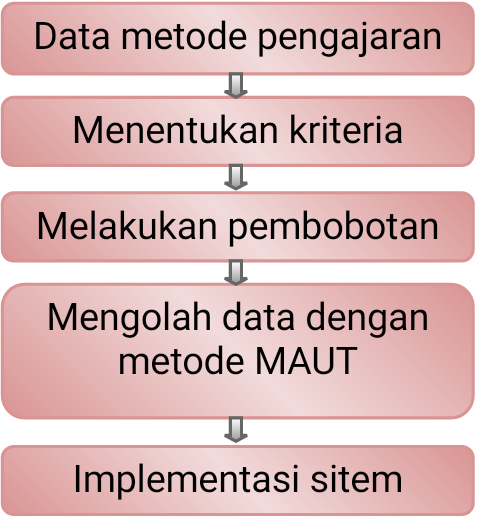 Data metode pengajaran
Menentukan kriteria
Melakukan pembobotan
Mengolah data dengan
metode MAUT
Implementasi sitem